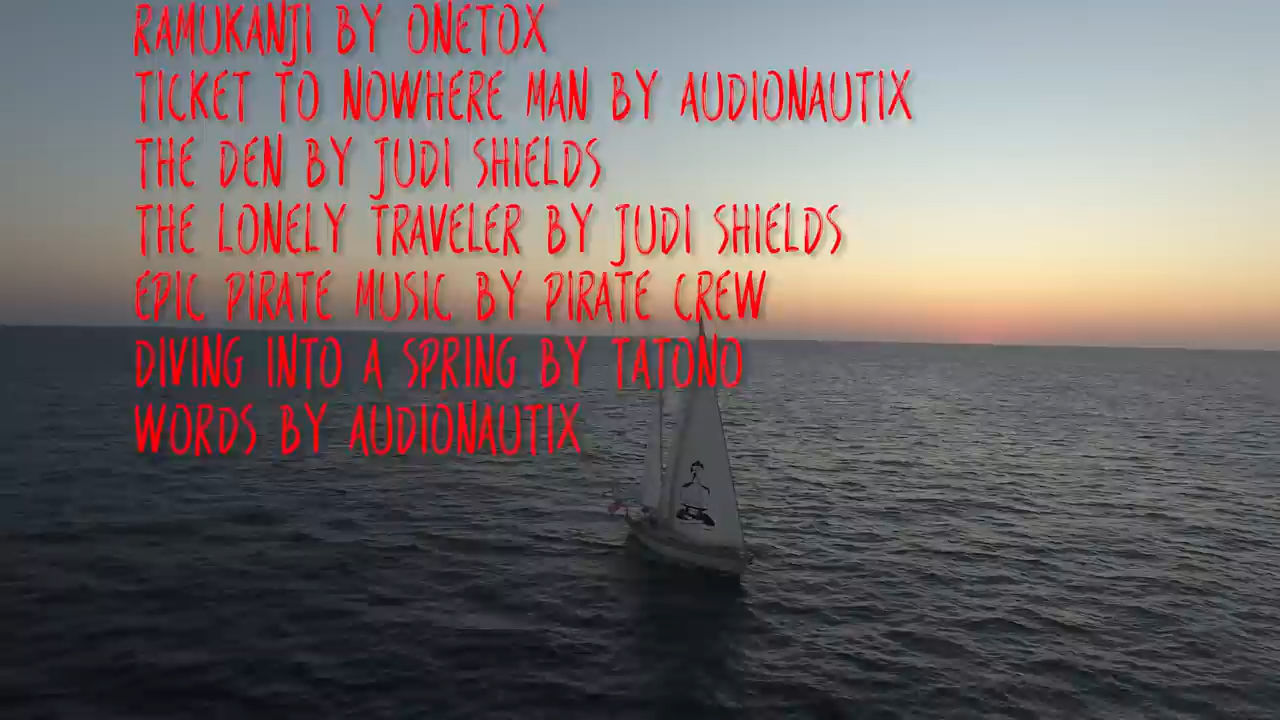 RAMUKANJI BY ONETOX
TICKET TO NOWHERE MAN BY AUDIONAUTIX
THE DEN BY JUDI SHIELDS
THE LONELY TRAVELER BY JUDI SHIELDS
EPIC PIRATE MUSIC BY PIRATE CREW
DIVING INTO A SPRING BY TATONO
WORDS BY AUDIONAUTIX